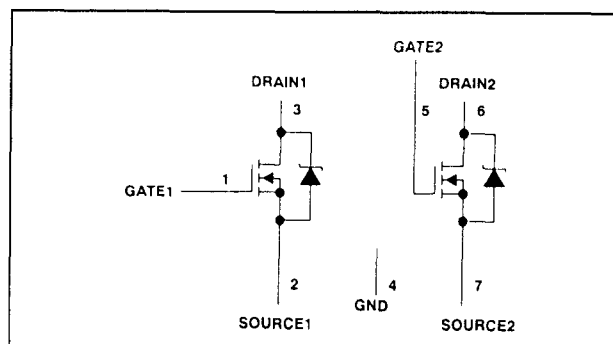 GATE2
DRAIN1
DRAIN2
3
5
6
GATE1
1
2
4
7
GND
SOURCE1
SOURCE2